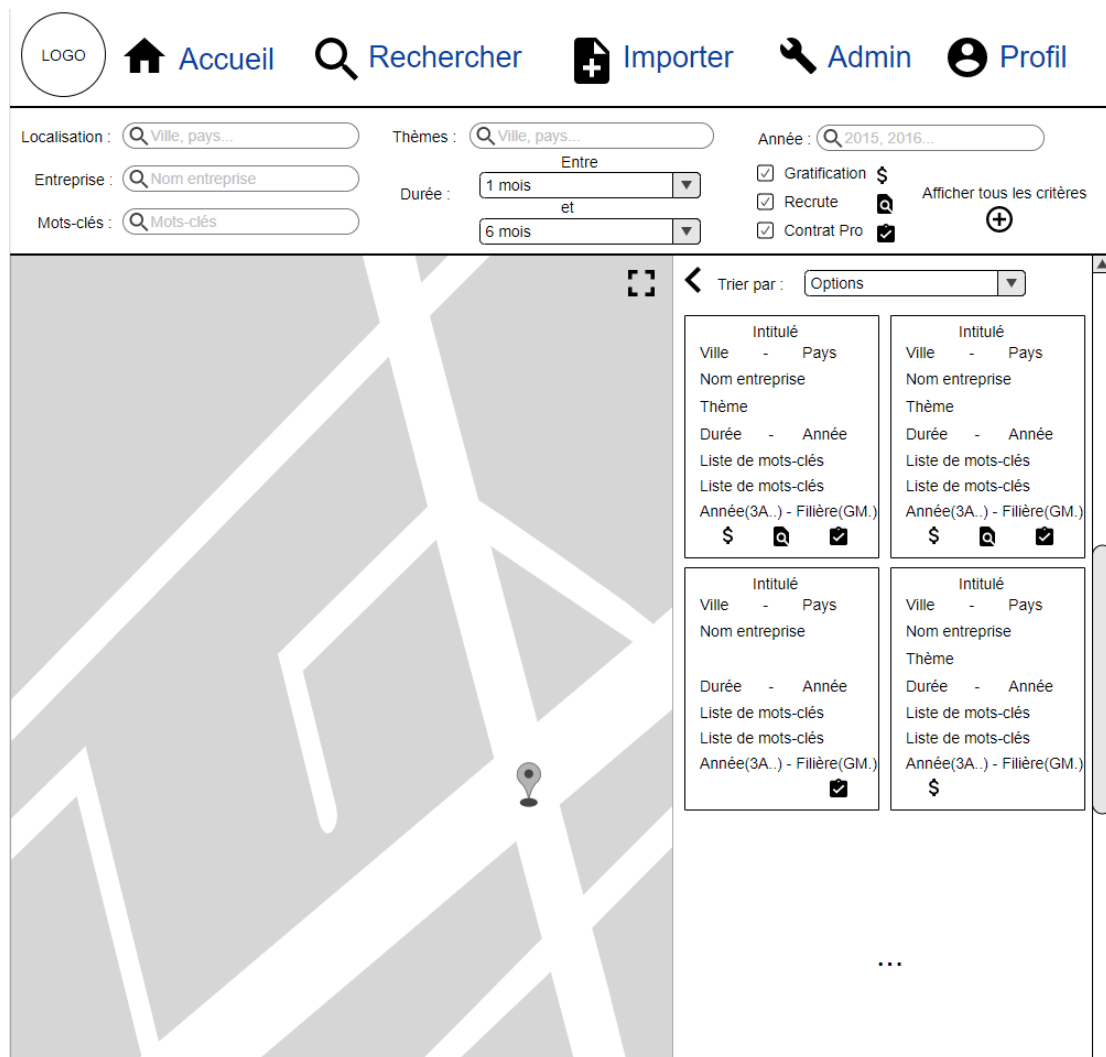 LOGO Accueil Rechercher Importer Admin Profil
Localisation : Ville, pays...
Entreprise : Nom entreprise
Mots-clés : Mots-clés
Thèmes : Ville, pays...
Entre
Durée : 1 mois
et
6 mois
Année : 2015, 2016...
Gratification
Recrute
Contrat Pro
Afficher tous les critères
Trier par : Options
Intitulé
Ville - Pays
Nom entreprise
Thème
Durée - Année
Liste de mots-clés
Liste de mots-clés
Année(3A..) - Filière(GM.)
$
Intitulé
Ville - Pays
Nom entreprise
Thème
Durée - Année
Liste de mots-clés
Liste de mots-clés
Année(3A..) - Filière(GM.)
$
Intitulé
Ville - Pays
Nom entreprise
Durée - Année
Liste de mots-clés
Liste de mots-clés
Année(3A..) - Filière(GM.)
Intitulé
Ville - Pays
Nom entreprise
Thème
Durée - Année
Liste de mots-clés
Liste de mots-clés
Année(3A..) - Filière(GM.)
$
...